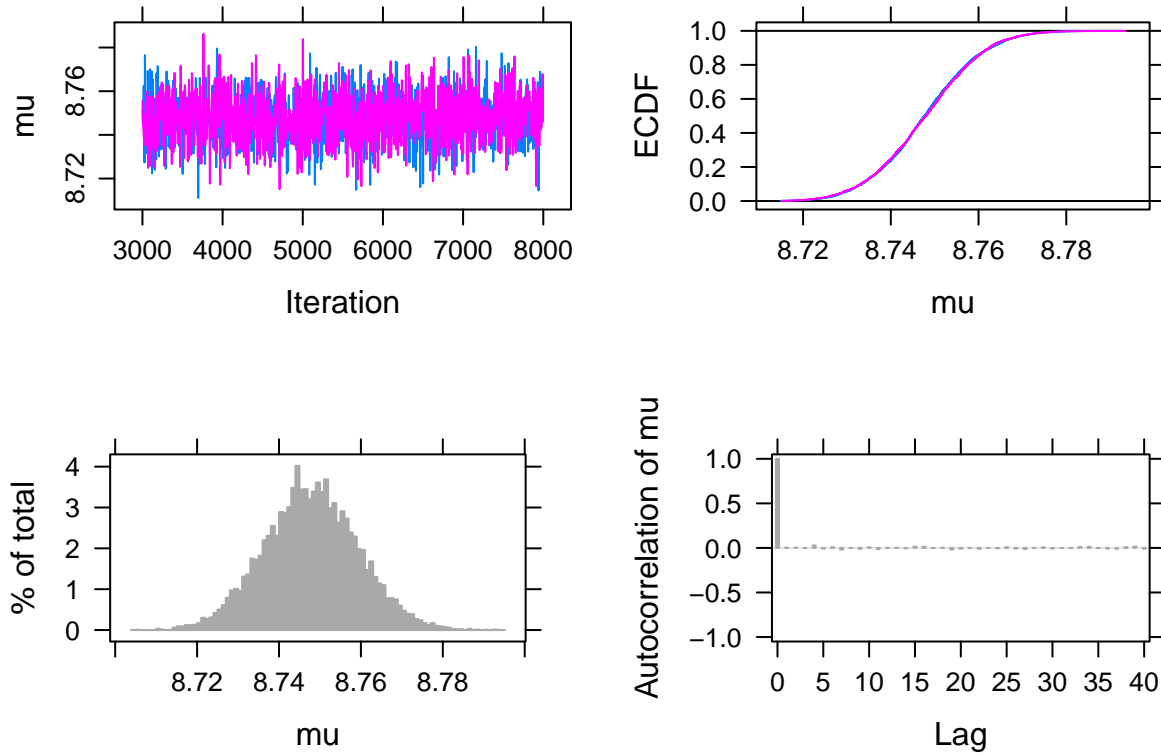 mu
8.76
8.72
3000 4000 5000 6000 7000 8000
Iteration
ECDF
1.0
0.8
0.6
0.4
0.2
0.0
8.72 8.74 8.76 8.78
mu
% of total
4
3
2
1
0
8.72 8.74 8.76 8.78
mu
Autocorrelation of mu
1.0
0.5
0.0
−0.5
−1.0
0 5 10 15 20 25 30 35 40
Lag